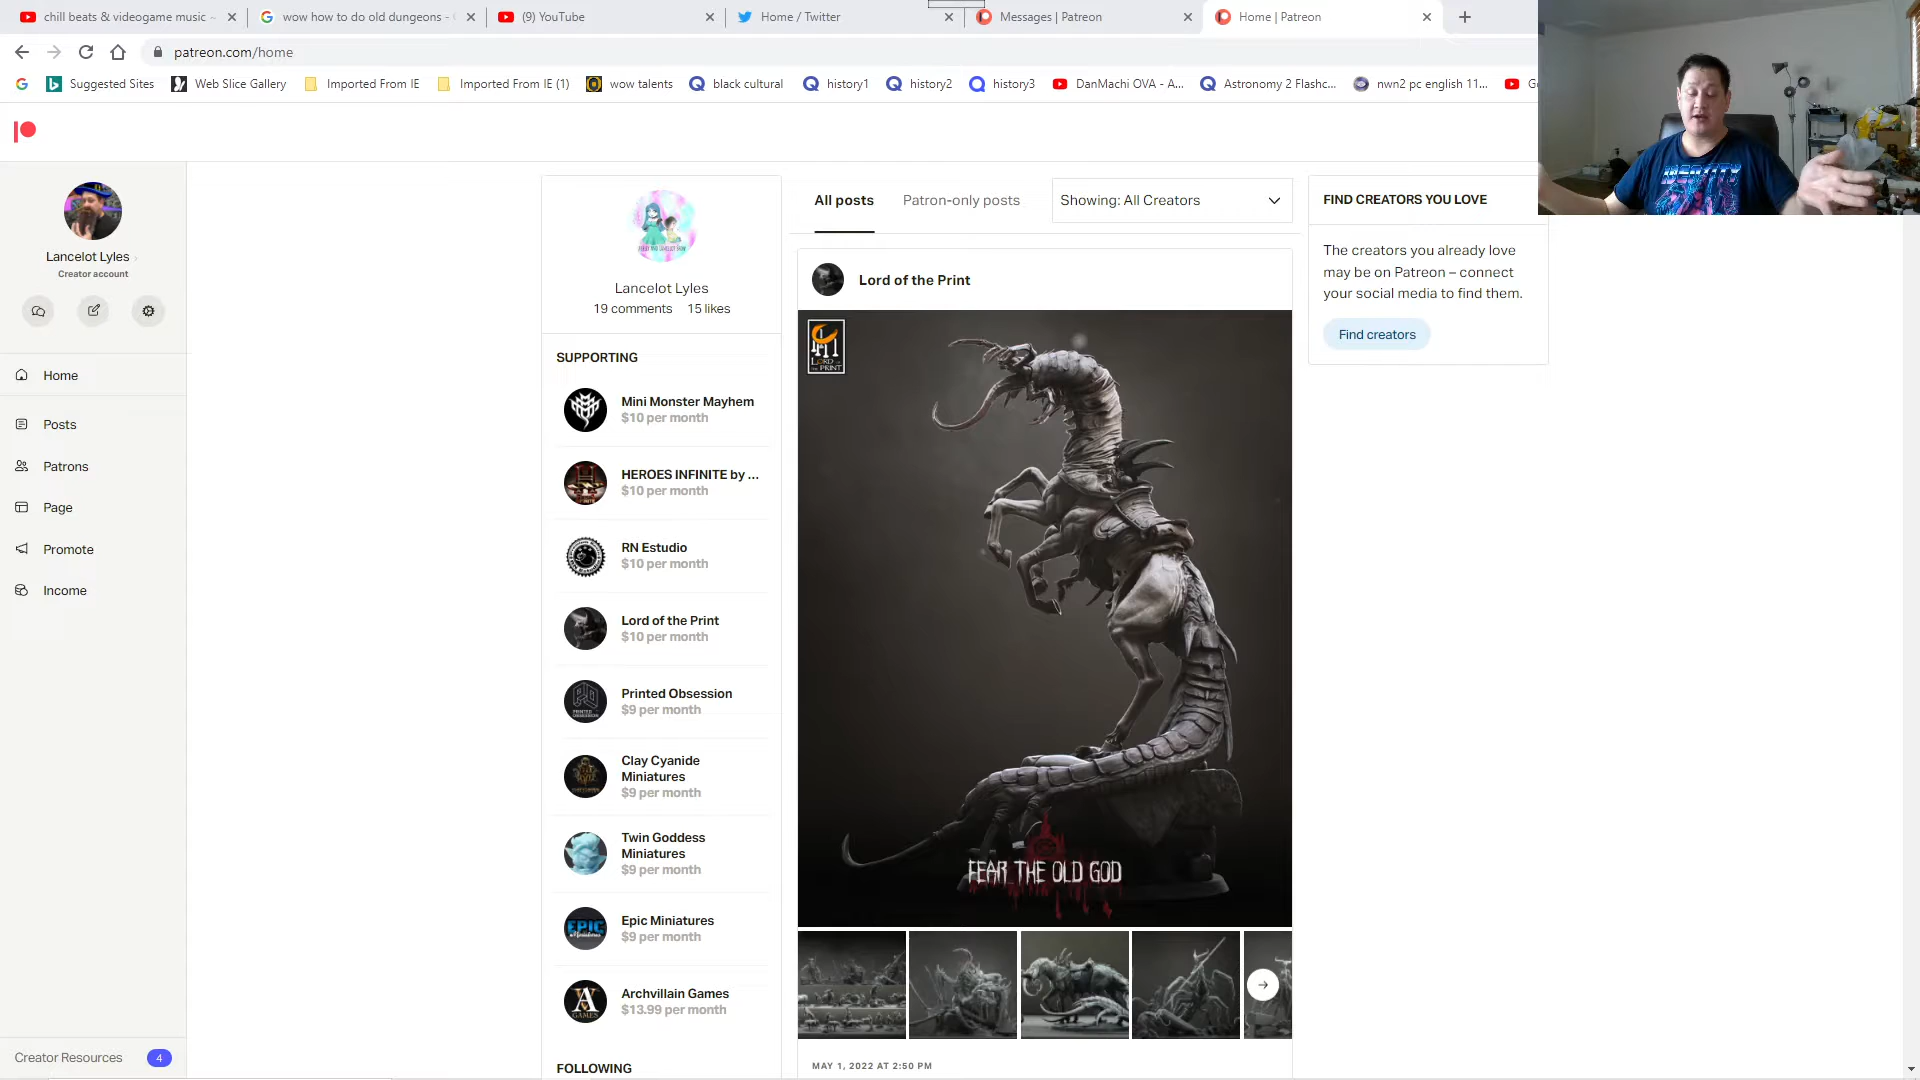 chill beats & videogame music ~
wow how to do old dungeons -
(9) YouTube
Home / Twitter
Messages | Patreon
Home | Patreon
patreon.com/home
Suggested Sites
Web Slice Gallery
Imported From IE
Imported From IE (1)
wow talents
black cultural
history1
history2
history3
DanMachi OVA - A...
Astronomy 2 Flashc...
nwn2 pc english 11...
Lancelot Lyles
Creator account
Home
Posts
Patrons
Page
Promote
Income
Creator Resources
4
Lancelot Lyles
19 comments 15 likes
SUPPORTING
Mini Monster Mayhem
$10 per month
HEROES INFINITE by ...
$10 per month
RN Estudio
$10 per month
Lord of the Print
$10 per month
Printed Obsession
$9 per month
Clay Cyanide
Miniatures
$9 per month
Twin Goddess
Miniatures
$9 per month
EPIC
Epic Miniatures
$9 per month
Archvillain Games
$13.99 per month
FOLLOWING
All posts
Patron-only posts
Showing: All Creators
Lord of the Print
LORD
OF THE PRINT
FEAR THE OLD GOD
MAY 1, 2022 AT 2:50 PM
FIND CREATORS YOU LOVE
The creators you already love
may be on Patreon – connect
your social media to find them.
Find creators